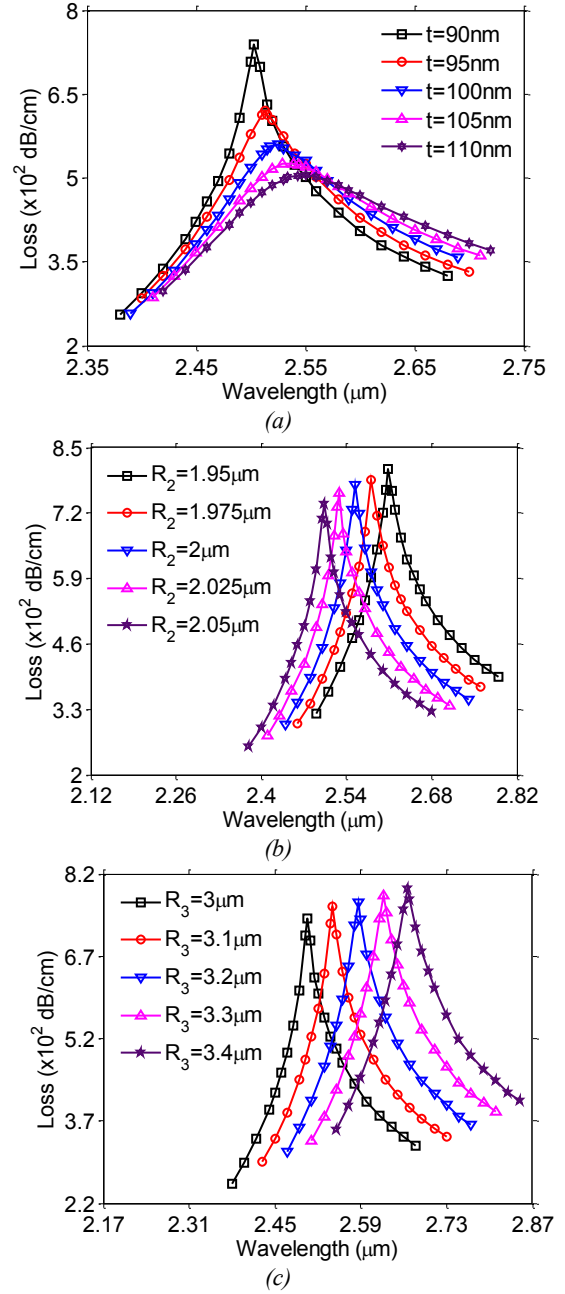 8
6.5
5
3.5
2
Loss (x10² dB/cm)
t=90nm
t=95nm
t=100nm
t=105nm
t=110nm
2.35 2.45 2.55 2.65 2.75
Wavelength (μm)
(a)
8.5
7.2
5.9
4.6
3.3
2
Loss (x10² dB/cm)
R₂=1.95μm
R₂=1.975μm
R₂=2μm
R₂=2.025μm
R₂=2.05μm
2.12 2.26 2.4 2.54 2.68 2.82
Wavelength (μm)
(b)
8.2
6.7
5.2
3.7
2.2
Loss (x10² dB/cm)
R₃=3μm
R₃=3.1μm
R₃=3.2μm
R₃=3.3μm
R₃=3.4μm
2.17 2.31 2.45 2.59 2.73 2.87
Wavelength (μm)
(c)